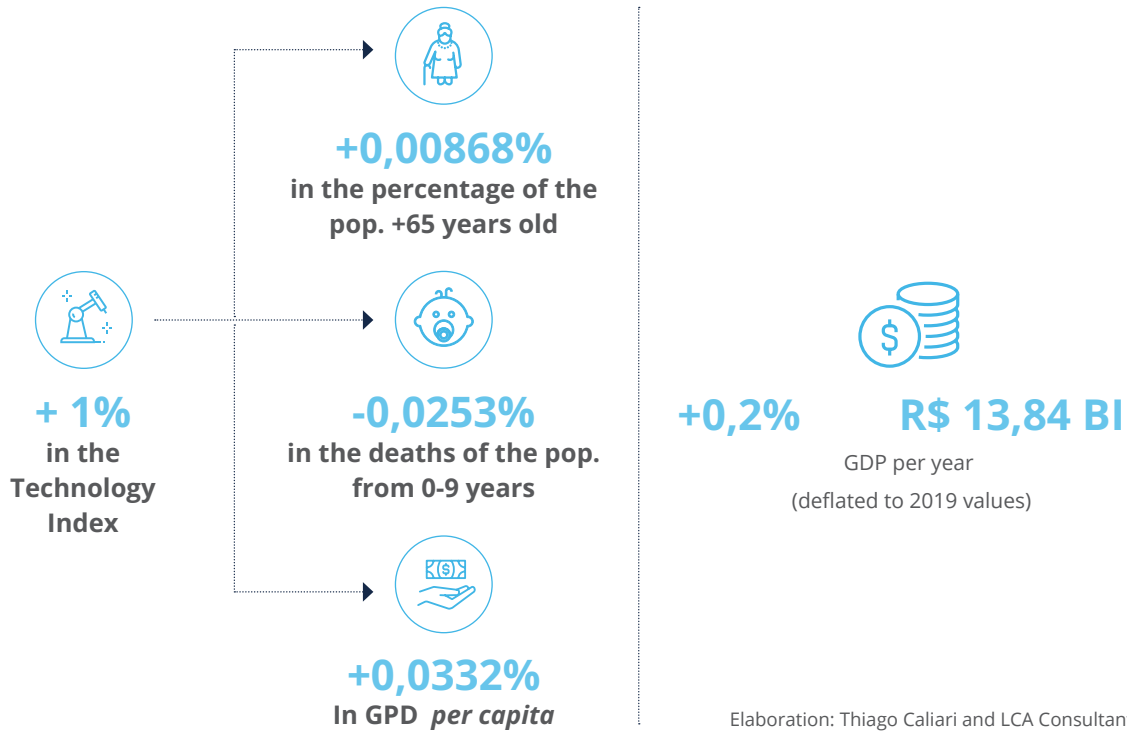 +0,00868%
in the percentage of the
pop. +65 years old
+ 1%
in the
Technology
Index
-0,0253%
in the deaths of the pop.
from 0-9 years
+0,0332%
In GPD per capita
$
+0,2% R$ 13,84 BI
GDP per year
(deflated to 2019 values)
Elaboration: Thiago Caliari and LCA Consultan